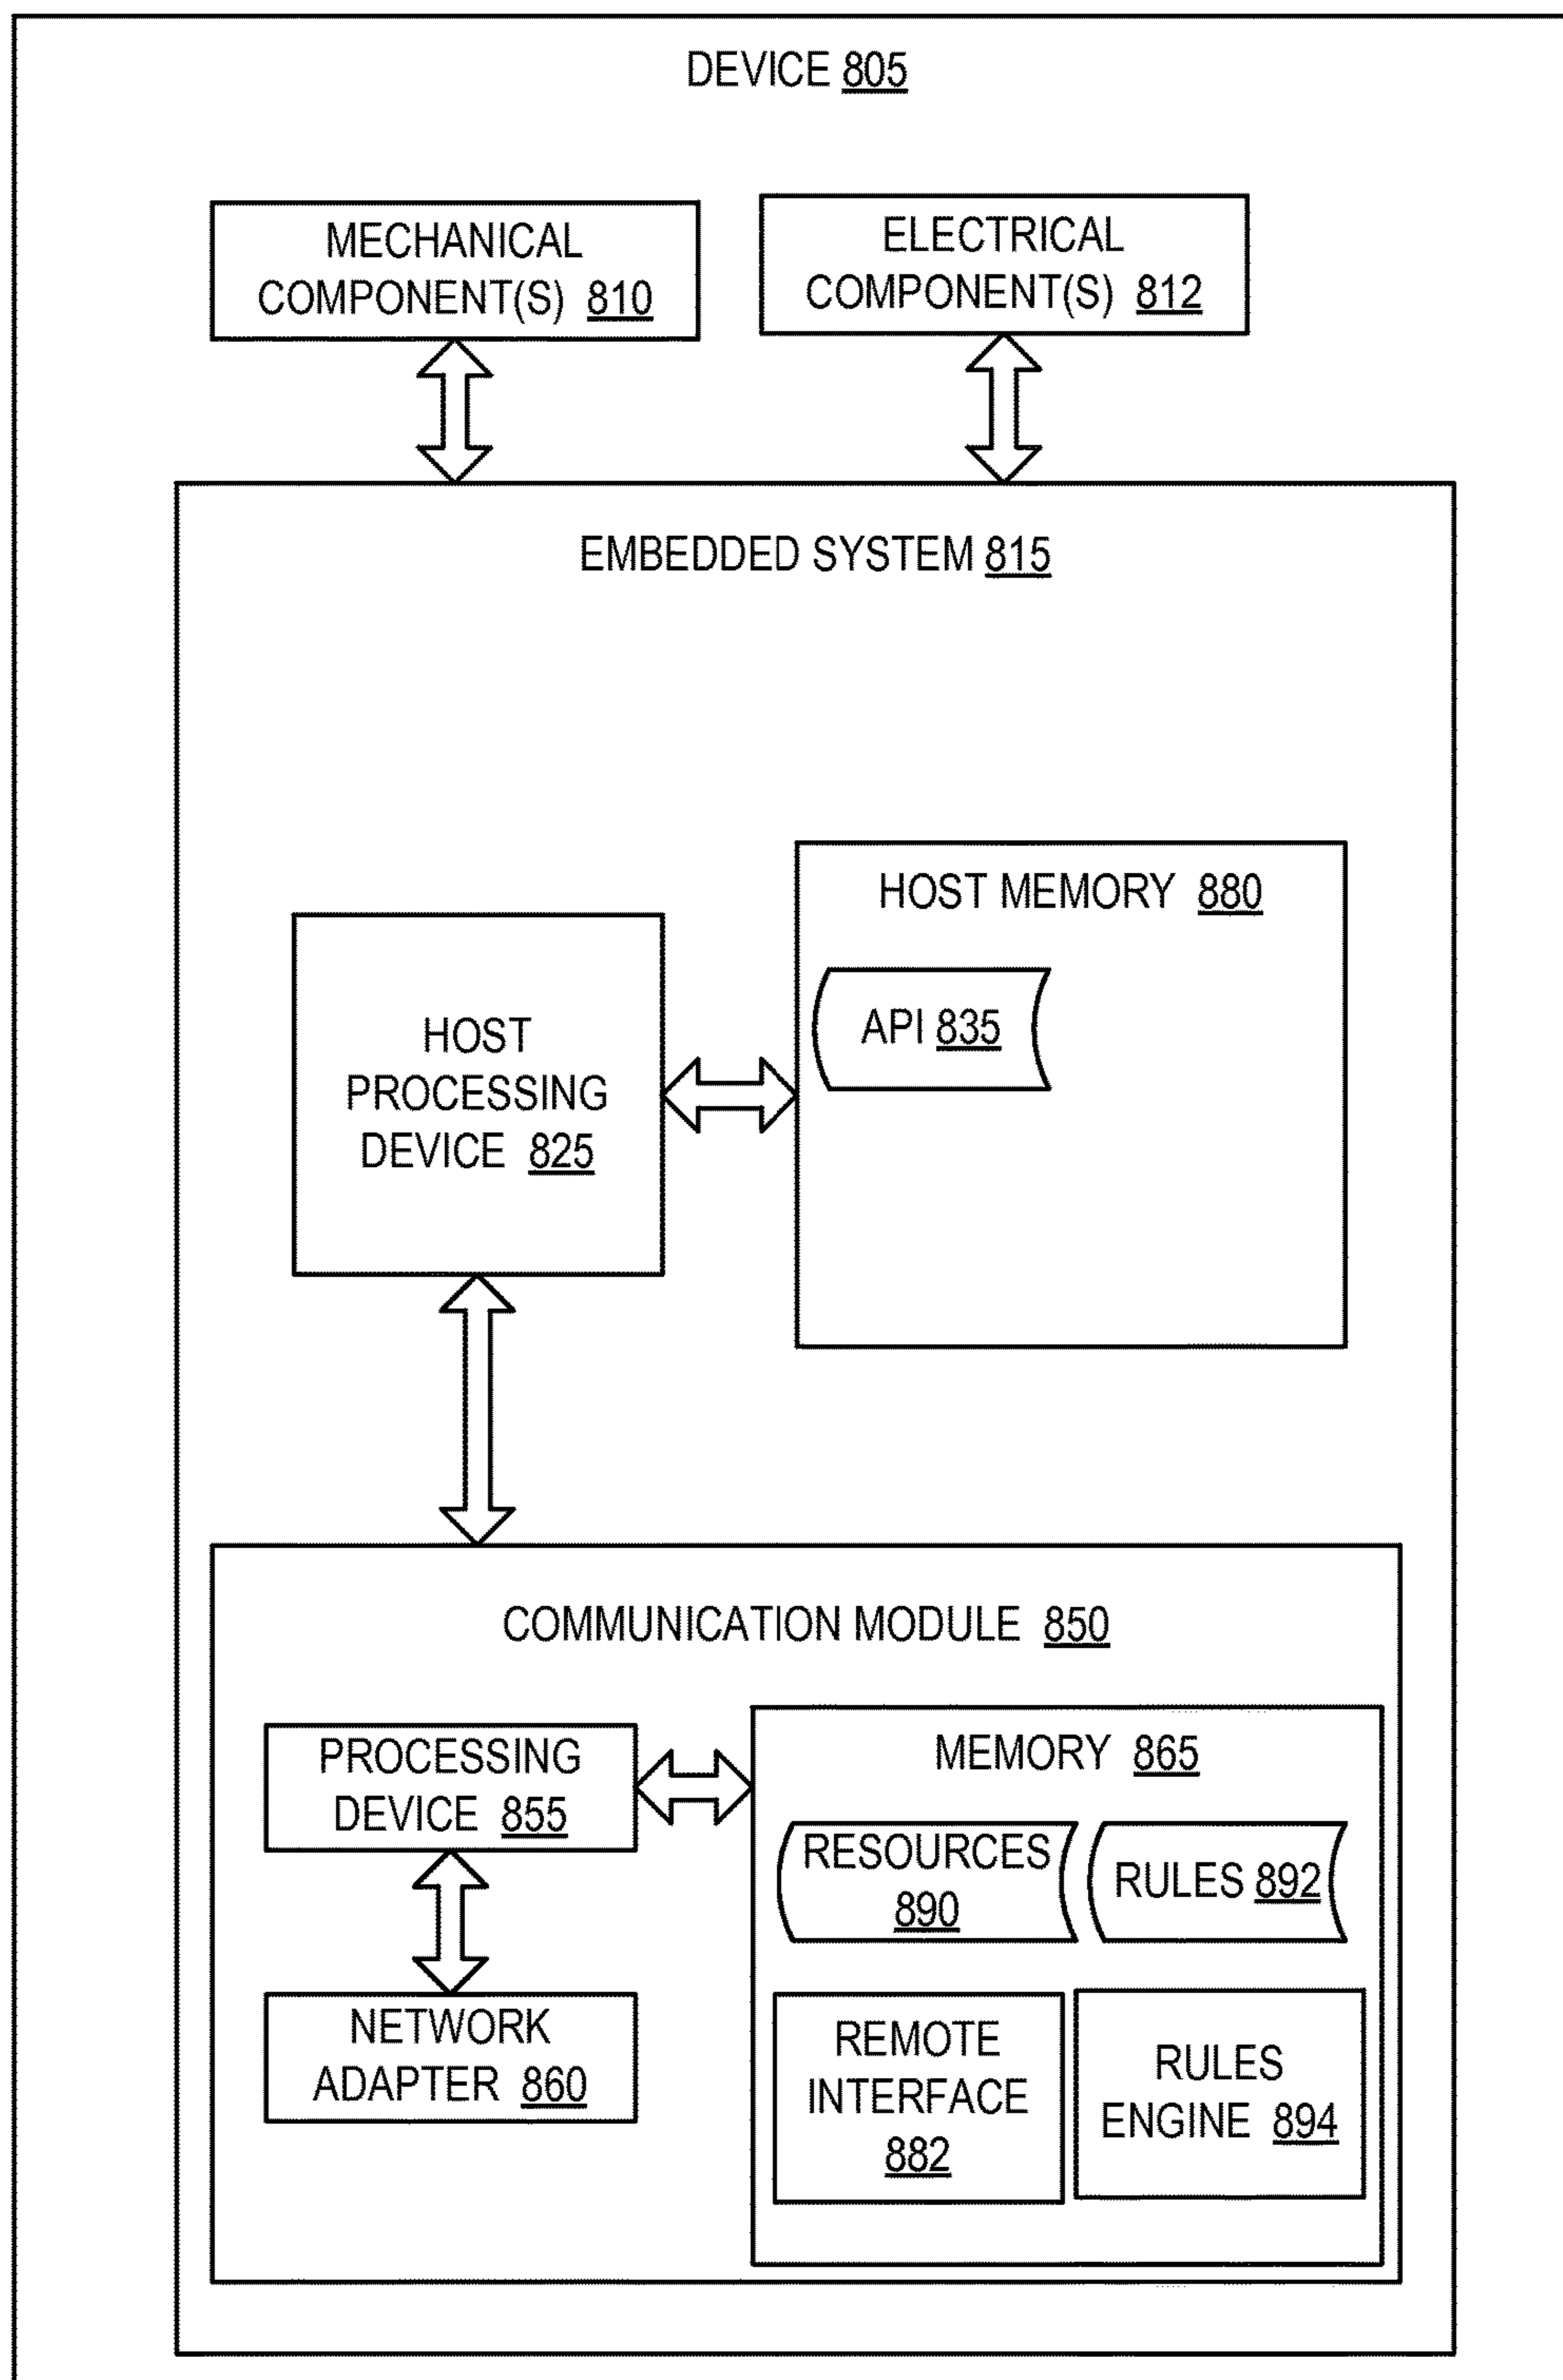 DEVICE 805
MECHANICAL
COMPONENT(S) 810
ELECTRICAL
COMPONENT(S) 812
EMBEDDED SYSTEM 815
HOST MEMORY 880
API 835
HOST
PROCESSING
DEVICE 825
COMMUNICATION MODULE 850
PROCESSING
DEVICE 855
MEMORY 865
RESOURCES
890
RULES 892
NETWORK
ADAPTER 860
REMOTE
INTERFACE
882
RULES
ENGINE 894